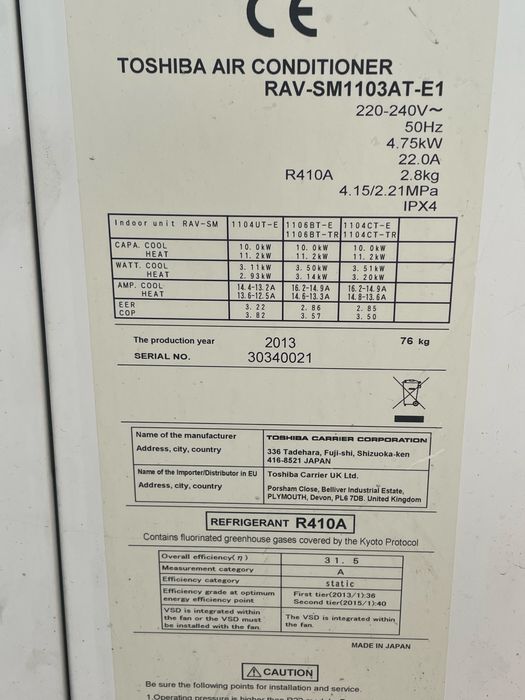 CE
TOSHIBA AIR CONDITIONER
RAV-SM1103AT-E1
220-240V~
50Hz
4.75kW
22.0A
R410A 2.8kg
4.15/2.21MPa
IPX4
Indoor unit RAV-SM 1104UT-E 1106BT-E 1104CT-E
1106BT-TR 1104CT-TR
CAPA. COOL 10.0kW 10.0kW 10.0kW
HEAT 11.2kW 11.2kW 11.2kW
WATT. COOL 3.11kW 3.50kW 3.51kW
HEAT 2.93kW 3.14kW 3.20kW
AMP. COOL 14.4-13.2A 16.2-14.9A 16.2-14.9A
HEAT 13.6-12.5A 14.6-13.3A 14.8-13.6A
EER 3.22 2.86 2.85
COP 3.82 3.57 3.50
The production year 2013 76 kg
SERIAL NO. 30340021
Name of the manufacturer TOSHIBA CARRIER CORPORATION
Address, city, country 336 Tadehara, Fuji-shi, Shizuoka-ken
416-8521 JAPAN
Name of the Importer/Distributor in EU Toshiba Carrier UK Ltd.
Address, city, country Porsham Close, Belliver Industrial Estate,
PLYMOUTH, Devon, PL6 7DB. United Kingdom
REFRIGERANT R410A
Contains fluorinated greenhouse gases covered by the Kyoto Protocol
Overall efficiency(η) 31.5
Measurement category A
Efficiency category static
Efficiency grade at optimum First tier(2013/1):36
energy efficiency point Second tier(2015/1):40
VSD is integrated within
the fan or the VSD must The VSD is integrated within
be installed with the fan. the fan.
MADE IN JAPAN
CAUTION
Be sure the following points for installation and service.
1.Operating pressure is higher than